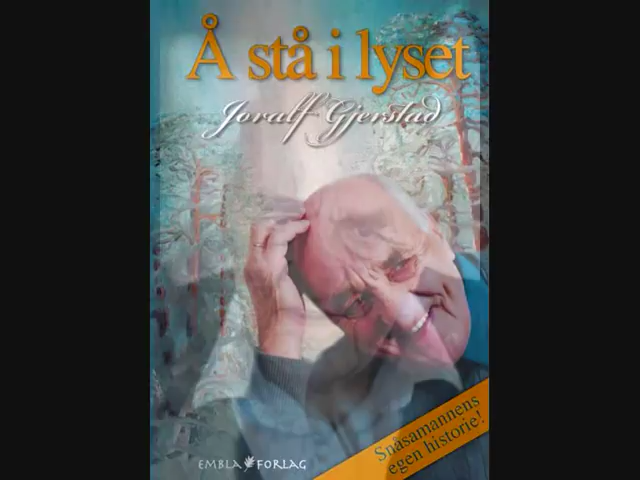 Å stå i lyset
Joralf Gjerstad
Snåsamannens
egen historie!
EMBLA FORLAG